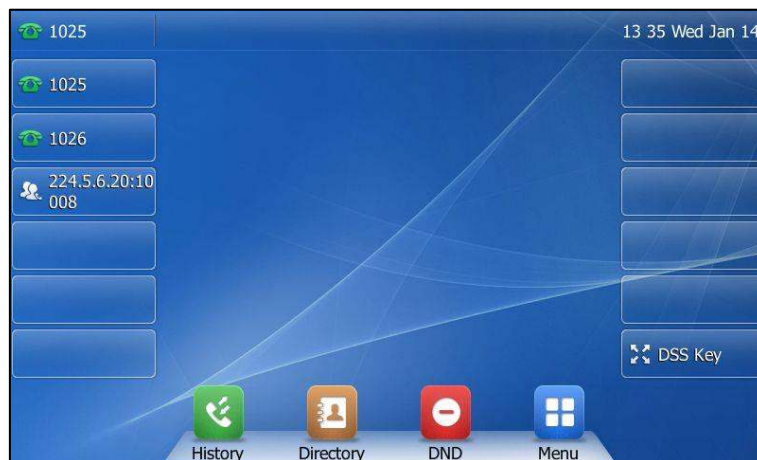 1025
13 35 Wed Jan 14
1025
1026
224.5.6.20:10
008
DSS Key
History
Directory
DND
Menu